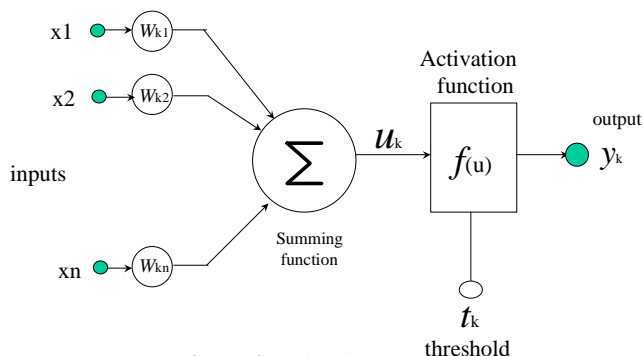 x1
Wk1
x2
Wk2
inputs
xn
Wkn
Σ
Summing
function
uk
Activation
function
f(u)
output
yk
tk
threshold